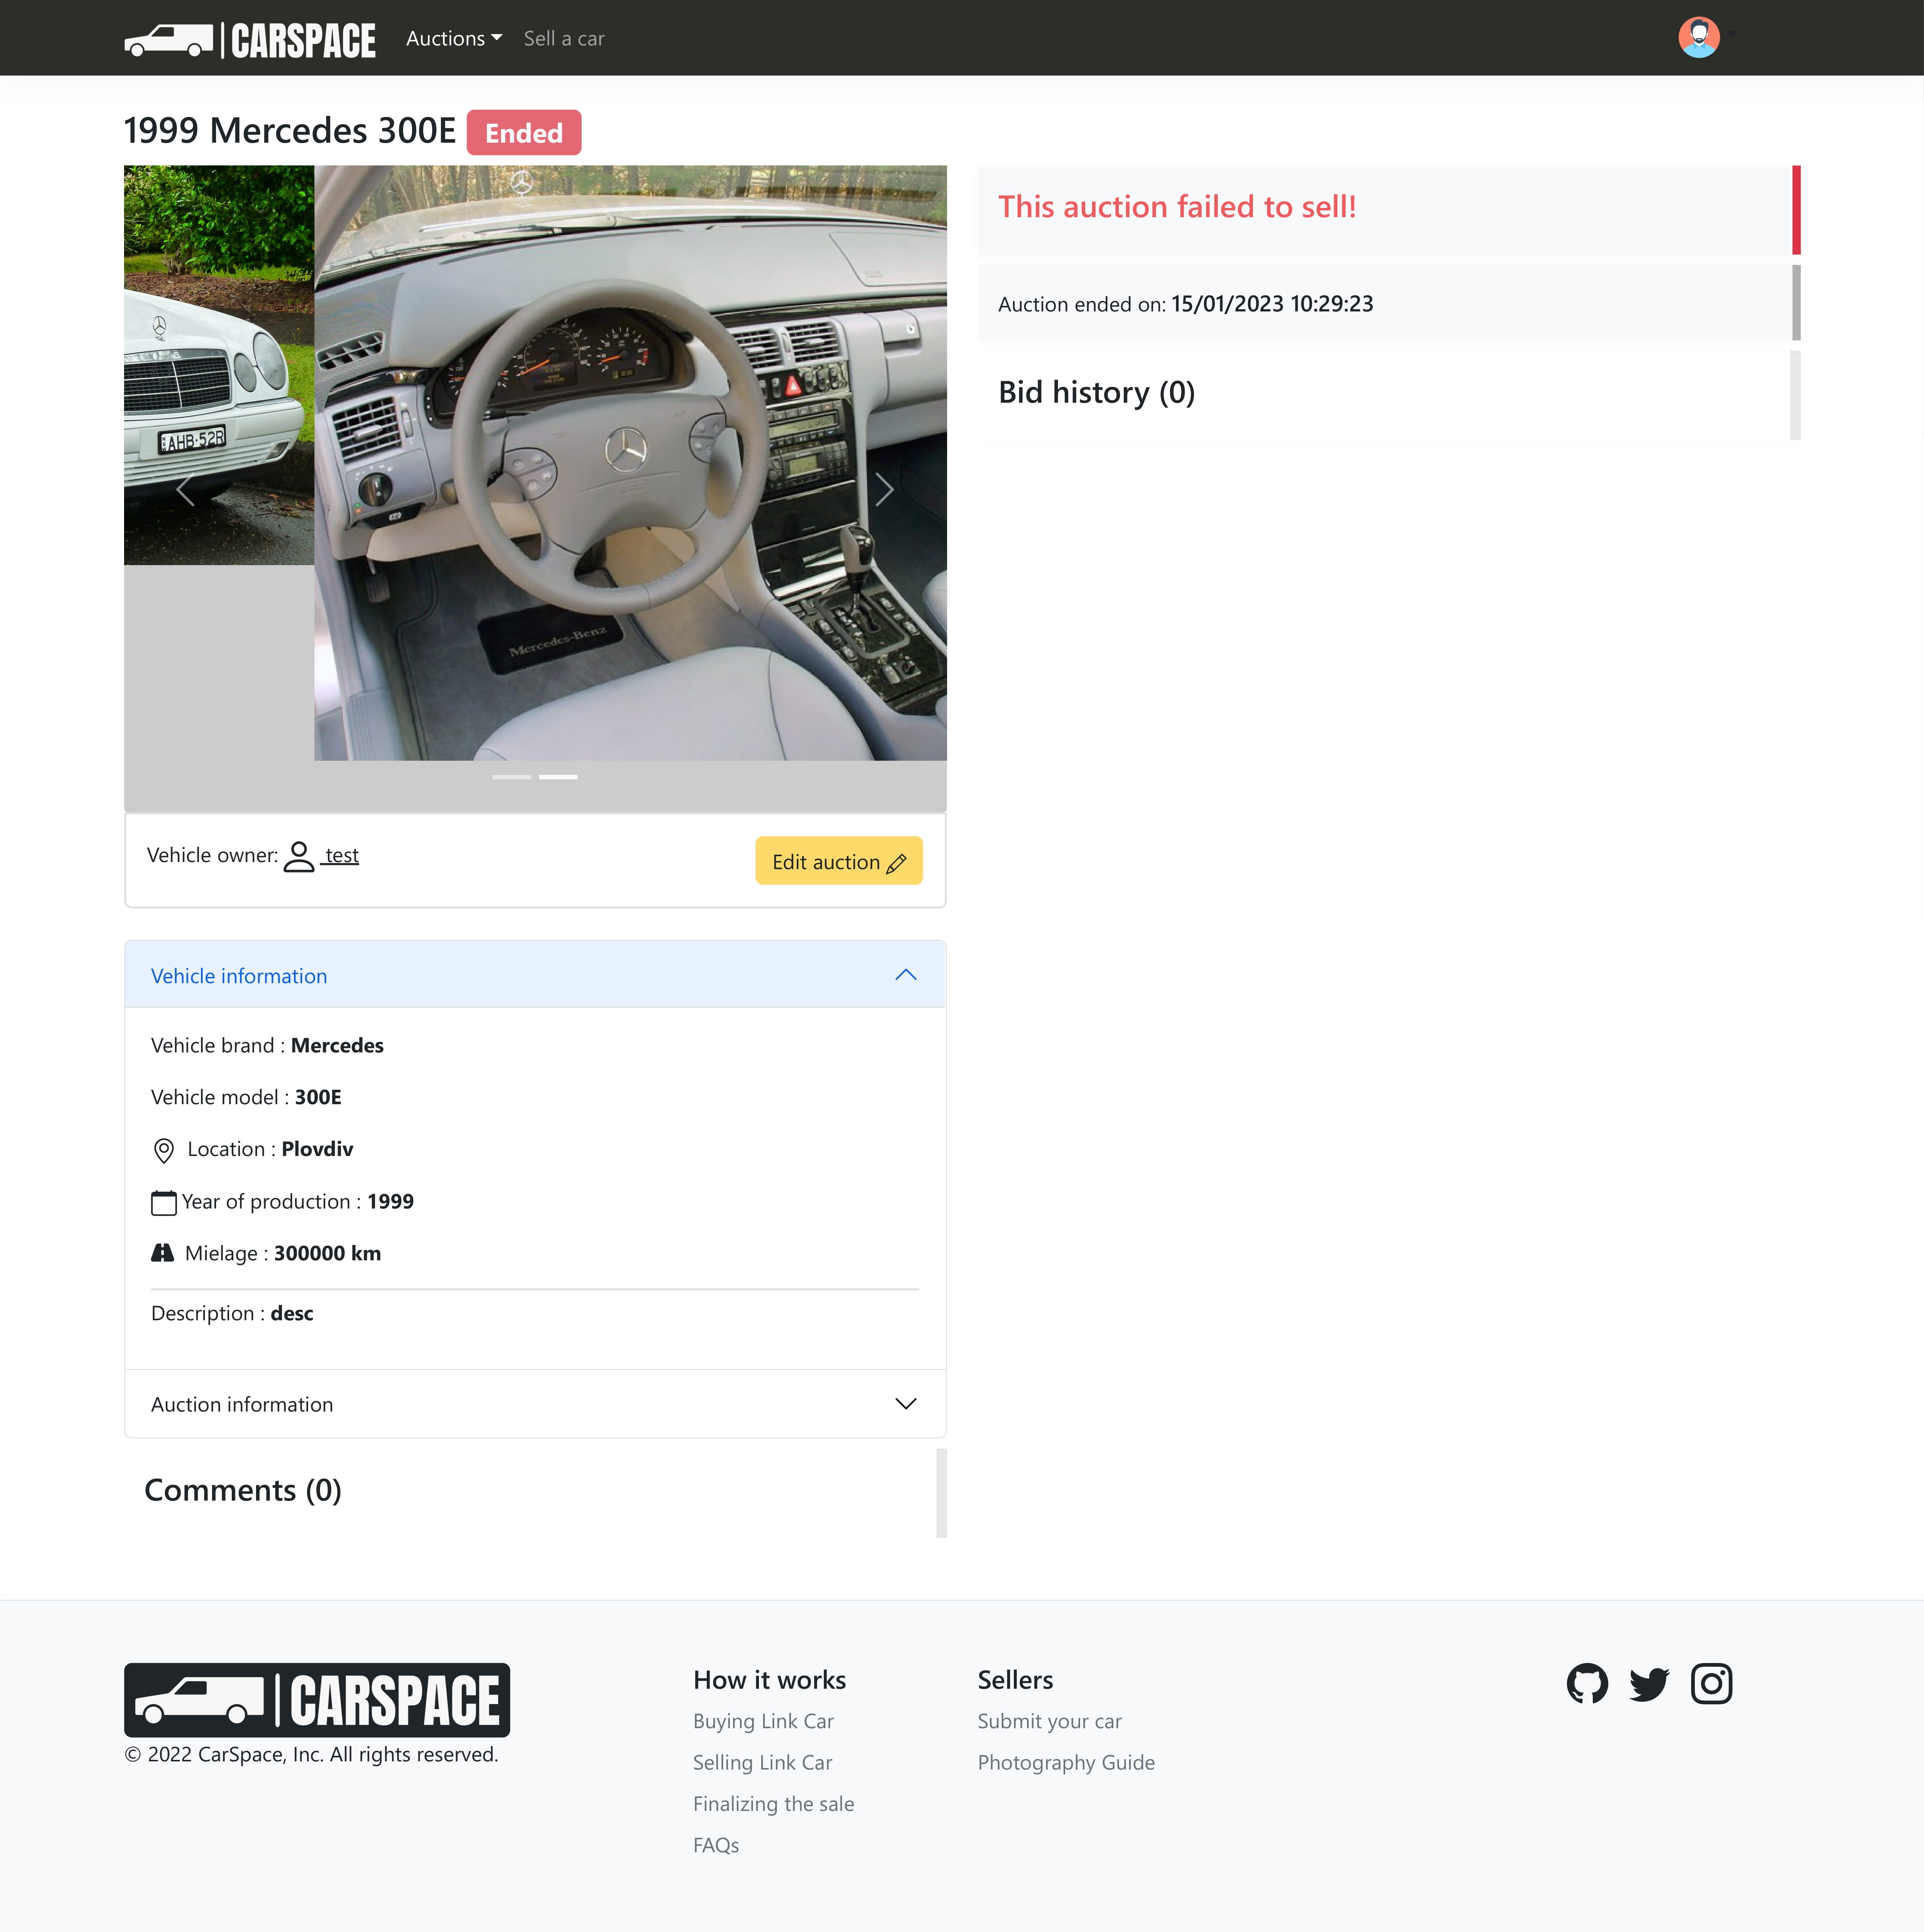 CARSPACE
Auctions
Sell a car
1999 Mercedes 300E
Ended
AHB·52R
Mercedes-Benz
Vehicle owner: test
Edit auction
Vehicle information
Vehicle brand : Mercedes
Vehicle model : 300E
Location : Plovdiv
Year of production : 1999
Mielage : 300000 km
Description : desc
Auction information
Comments (0)
This auction failed to sell!
Auction ended on: 15/01/2023 10:29:23
Bid history (0)
CARSPACE
© 2022 CarSpace, Inc. All rights reserved.
How it works
Buying Link Car
Selling Link Car
Finalizing the sale
FAQs
Sellers
Submit your car
Photography Guide